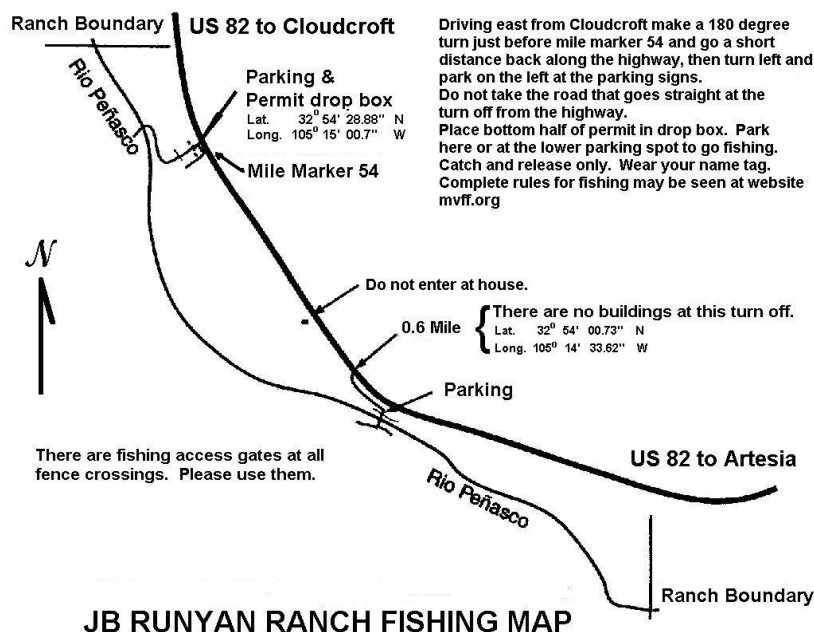 Ranch Boundary
US 82 to Cloudcroft
Driving east from Cloudcroft make a 180 degree
turn just before mile marker 54 and go a short
distance back along the highway, then turn left and
park on the left at the parking signs.
Do not take the road that goes straight at the
turn off from the highway.
Place bottom half of permit in drop box.  Park
here or at the lower parking spot to go fishing.
Catch and release only.  Wear your name tag.
Complete rules for fishing may be seen at website
mvff.org
Rio Peñasco
Parking &
Permit drop box
Lat. 32⁰ 54' 28.88" N
Long. 105⁰ 15' 00.7" W
Mile Marker 54
N
Do not enter at house.
0.6 Mile
There are no buildings at this turn off.
Lat. 32⁰ 54' 00.73" N
Long. 105⁰ 14' 33.62" W
Parking
There are fishing access gates at all
fence crossings.  Please use them.
US 82 to Artesia
Rio Peñasco
Ranch Boundary
JB RUNYAN RANCH FISHING MAP